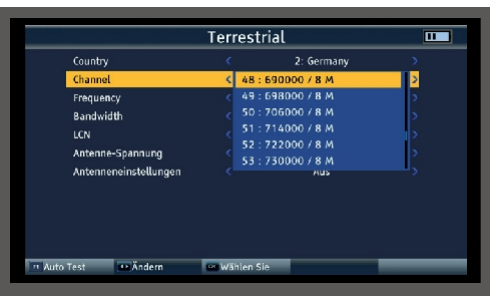 Terrestrial
Country < 2: Germany >
Channel < 48 : 690000 / 8 M >
Frequency < 49 : 698000 / 8 M >
Bandwidth < 50 : 706000 / 8 M >
LCN < 51 : 714000 / 8 M >
52 : 722000 / 8 M
Antenne-Spannung < >
53 : 730000 / 8 M
Antenneneinstellungen < Aus >
Auto Test Ändern OK Wählen Sie